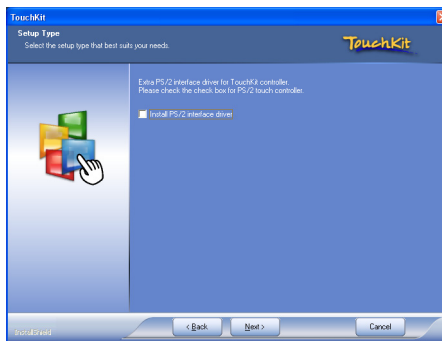 TouchKit
Setup Type
Select the setup type that best suits your needs.
TouchKit
Extra PS/2 interface driver for TouchKit controller.
Please check the check box for PS/2 touch controller.
Install PS/2 interface driver
InstallShield
< Back
Next >
Cancel